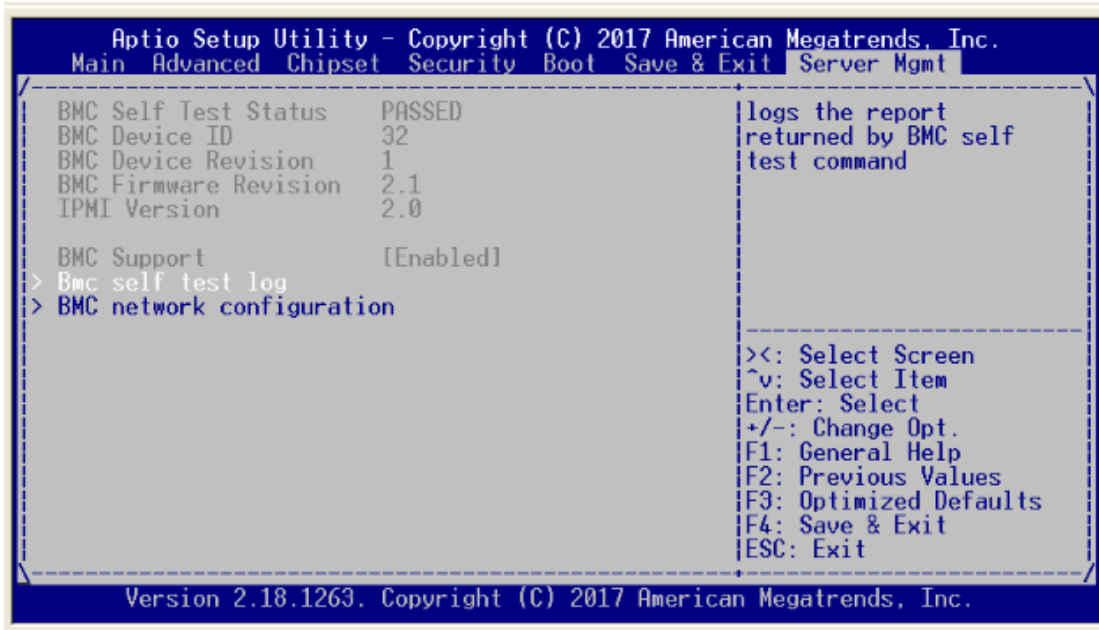 Aptio Setup Utility - Copyright (C) 2017 American Megatrends, Inc.
Main Advanced Chipset Security Boot Save & Exit Server Mgmt
BMC Self Test Status PASSED
BMC Device ID 32
BMC Device Revision 1
BMC Firmware Revision 2.1
IPMI Version 2.0
BMC Support [Enabled]
> Bmc self test log
> BMC network configuration
logs the report
returned by BMC self
test command
><: Select Screen
^v: Select Item
Enter: Select
+/-: Change Opt.
F1: General Help
F2: Previous Values
F3: Optimized Defaults
F4: Save & Exit
ESC: Exit
Version 2.18.1263. Copyright (C) 2017 American Megatrends, Inc.